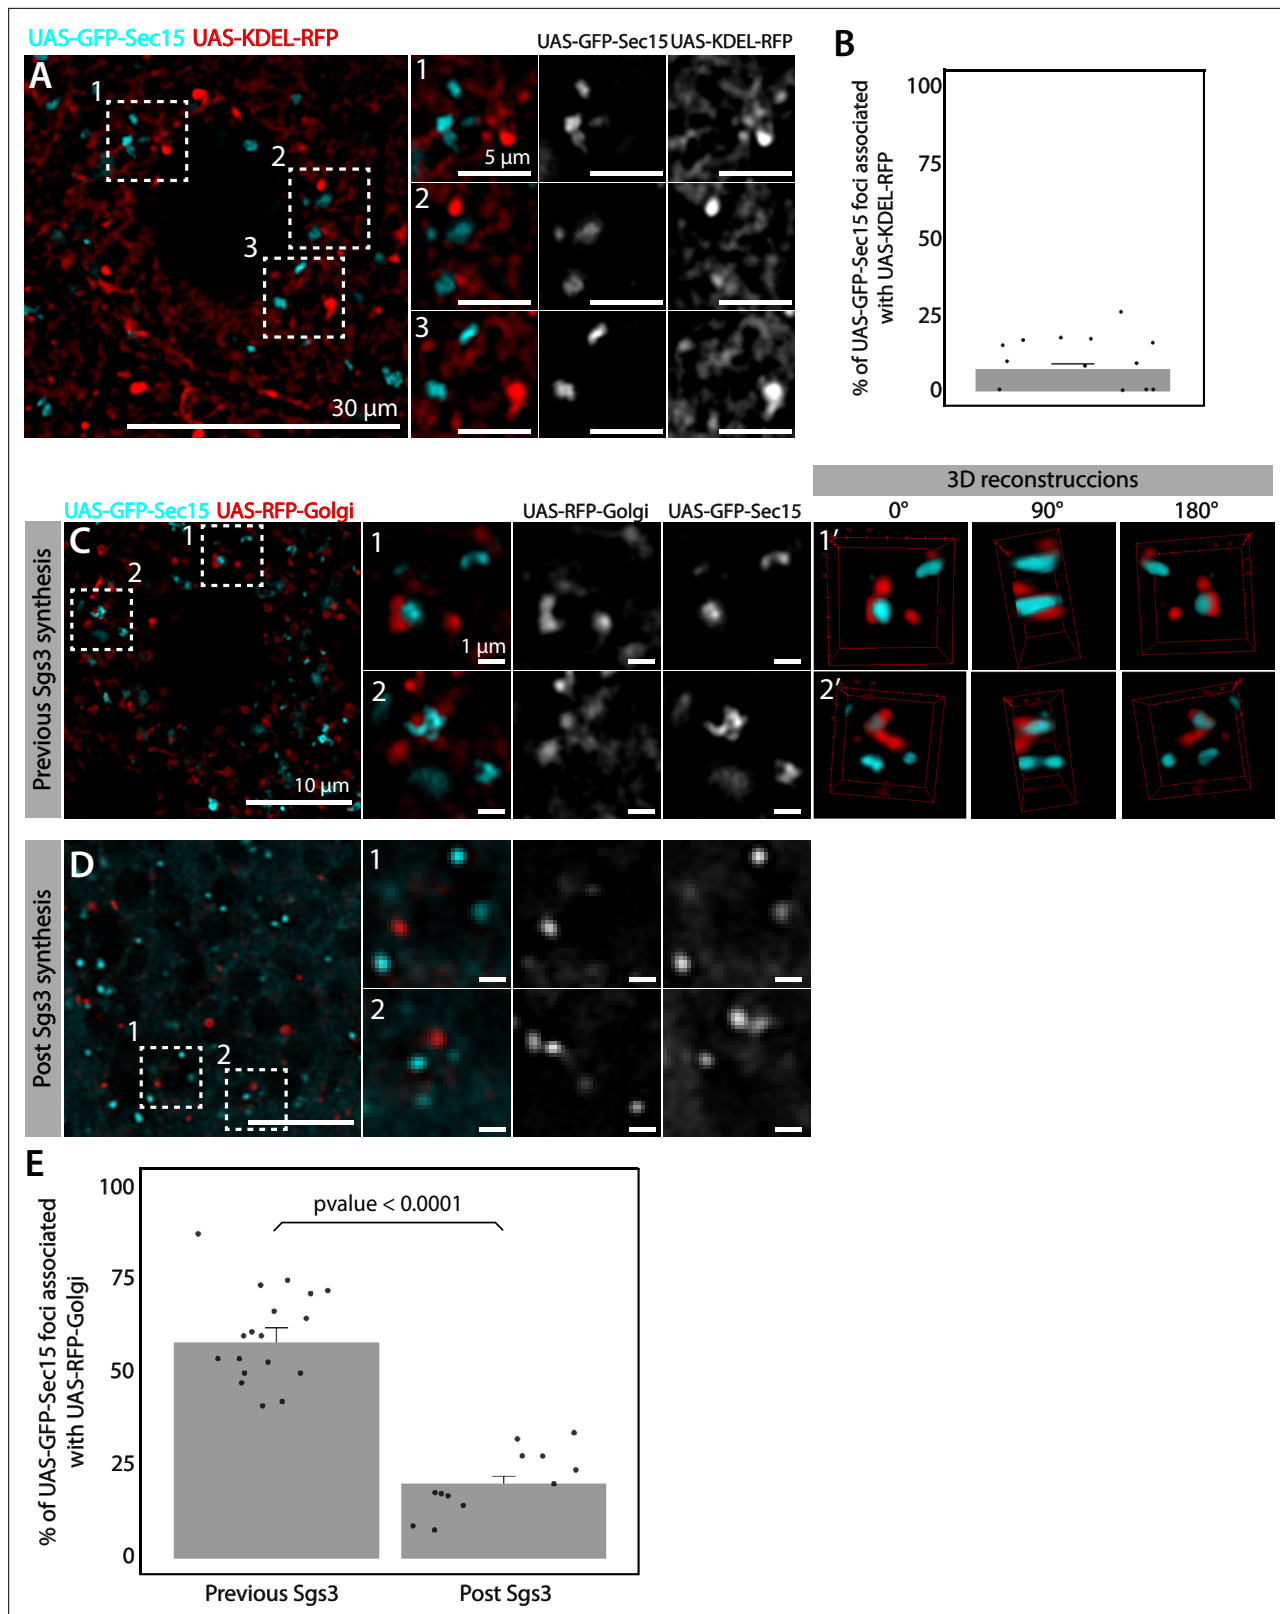 UAS-GFP-Sec15 UAS-KDEL-RFP
UAS-GFP-Sec15 UAS-KDEL-RFP
A
1
2
3
30 µm
1
5 µm
2
3
B
% of UAS-GFP-Sec15 foci associated
with UAS-KDEL-RFP
100
75
50
25
0
3D reconstruccions
UAS-GFP-Sec15 UAS-RFP-Golgi
UAS-RFP-Golgi
UAS-GFP-Sec15
0°
90°
180°
Previous Sgs3 synthesis
C
1
2
10 µm
1
1 µm
2
1′
2′
Post Sgs3 synthesis
D
1
2
1
2
E
% of UAS-GFP-Sec15 foci associated
with UAS-RFP-Golgi
100
75
50
25
0
pvalue < 0.0001
Previous Sgs3
Post Sgs3